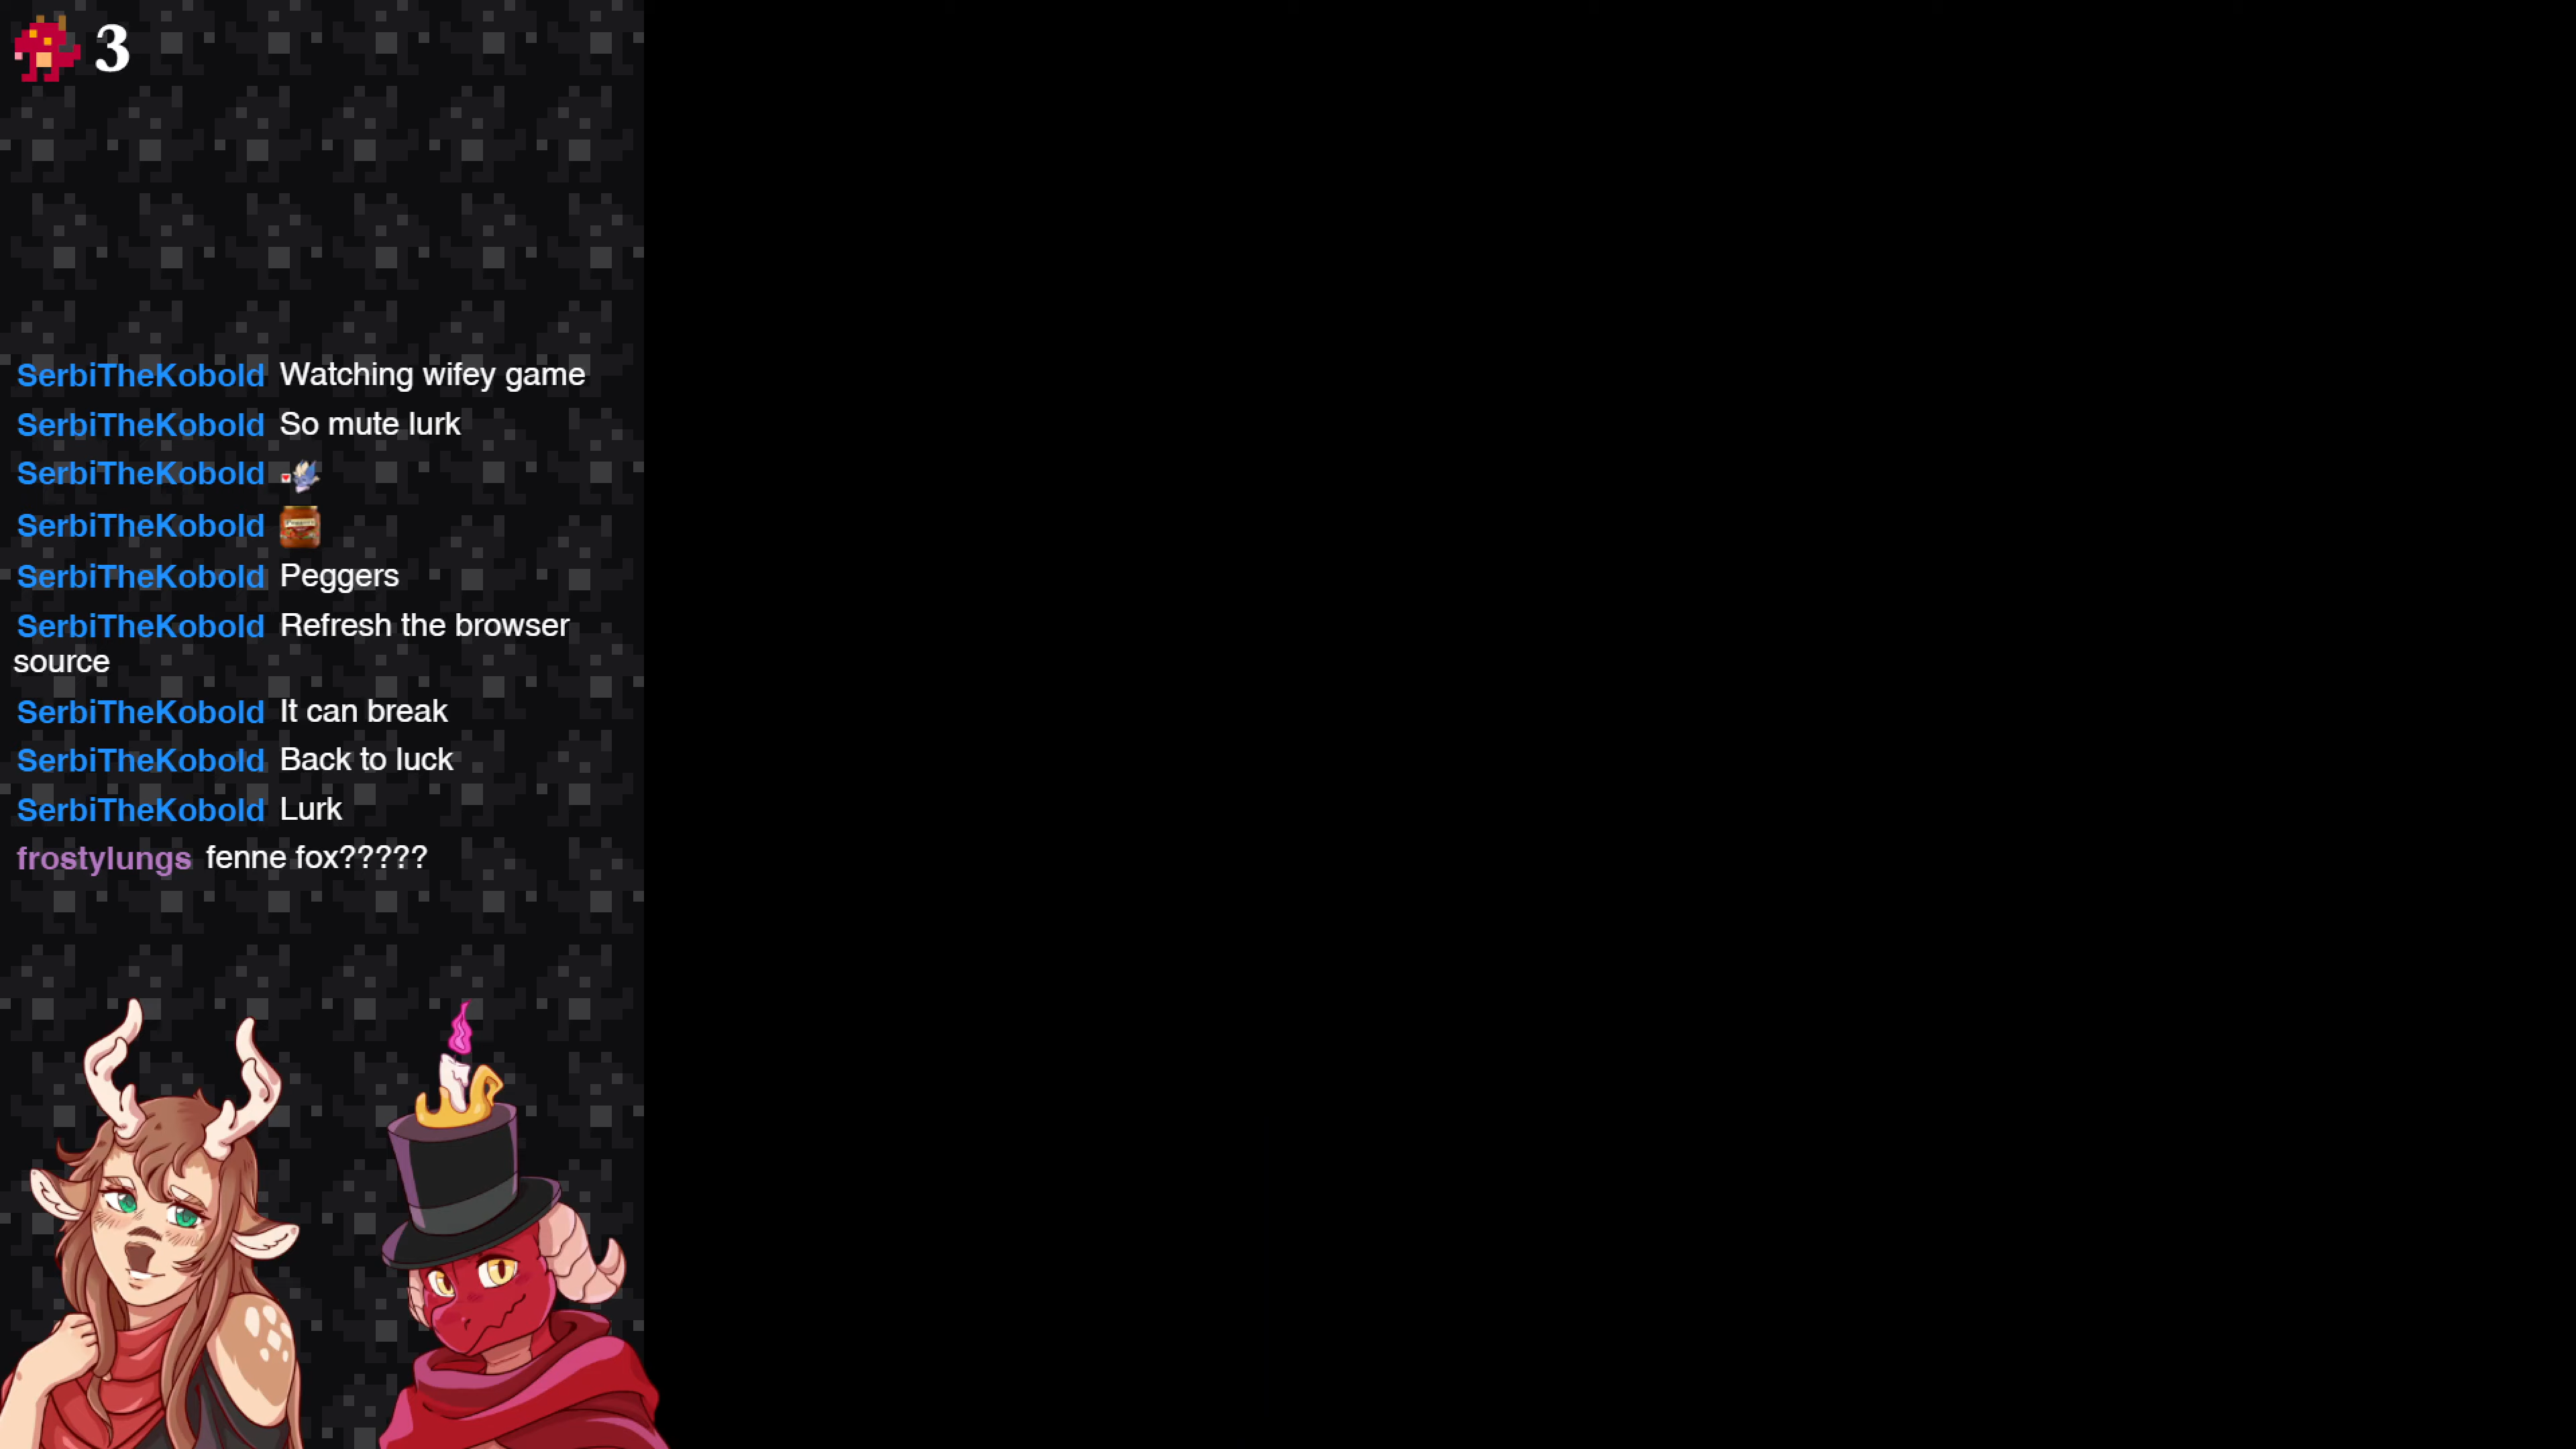 3
SerbiTheKobold Watching wifey game
SerbiTheKobold So mute lurk
SerbiTheKobold
SerbiTheKobold
SerbiTheKobold Peggers
SerbiTheKobold Refresh the browser
source
SerbiTheKobold It can break
SerbiTheKobold Back to luck
SerbiTheKobold Lurk
frostylungs fenne fox?????